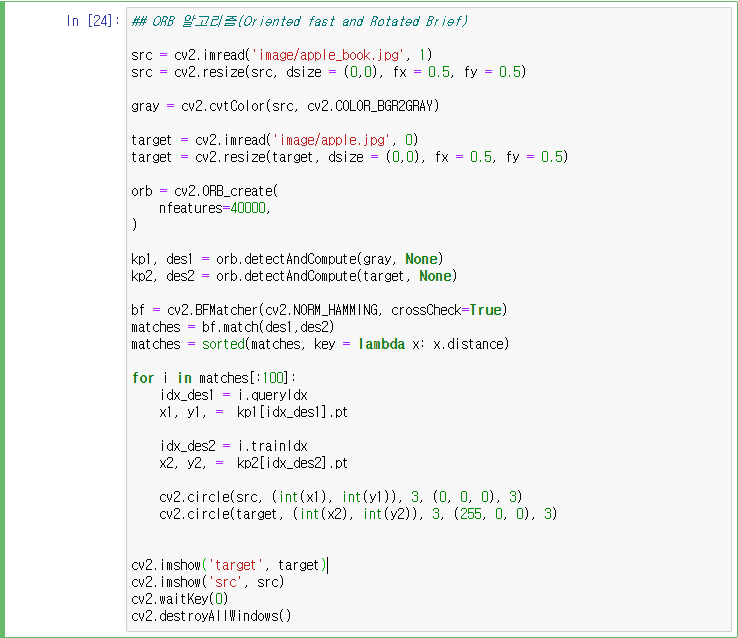 In [24]:
## ORB 알고리즘(Oriented fast and Rotated Brief)
src = cv2.imread('image/apple_book.jpg', 1)
src = cv2.resize(src, dsize = (0,0), fx = 0.5, fy = 0.5)
gray = cv2.cvtColor(src, cv2.COLOR_BGR2GRAY)
target = cv2.imread('image/apple.jpg', 0)
target = cv2.resize(target, dsize = (0,0), fx = 0.5, fy = 0.5)
orb = cv2.ORB_create(
    nfeatures=40000,
)
kp1, des1 = orb.detectAndCompute(gray, None)
kp2, des2 = orb.detectAndCompute(target, None)
bf = cv2.BFMatcher(cv2.NORM_HAMMING, crossCheck=True)
matches = bf.match(des1,des2)
matches = sorted(matches, key = lambda x: x.distance)
for i in matches[:100]:
    idx_des1 = i.queryIdx
    x1, y1, =  kp1[idx_des1].pt
    idx_des2 = i.trainIdx
    x2, y2, =  kp2[idx_des2].pt
    cv2.circle(src, (int(x1), int(y1)), 3, (0, 0, 0), 3)
    cv2.circle(target, (int(x2), int(y2)), 3, (255, 0, 0), 3)
cv2.imshow('target', target)
cv2.imshow('src', src)
cv2.waitKey(0)
cv2.destroyAllWindows()